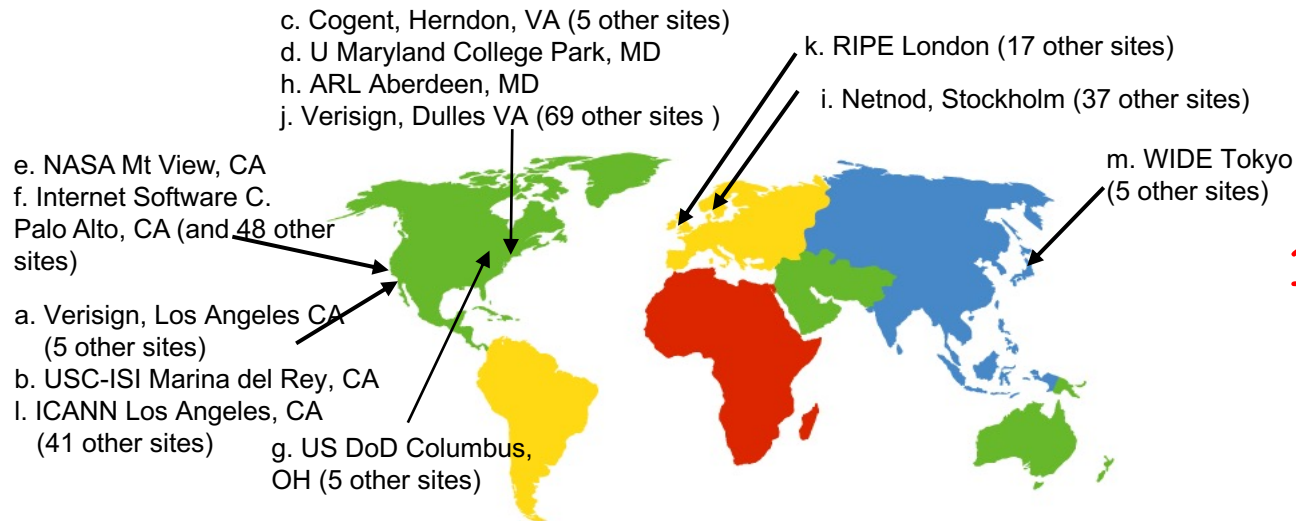 c. Cogent, Herndon, VA (5 other sites)
d. U Maryland College Park, MD
h. ARL Aberdeen, MD
j. Verisign, Dulles VA (69 other sites )
k. RIPE London (17 other sites)
i. Netnod, Stockholm (37 other sites)
m. WIDE Tokyo
(5 other sites)
e. NASA Mt View, CA
f. Internet Software C.
Palo Alto, CA (and 48 other
sites)
a. Verisign, Los Angeles CA
(5 other sites)
b. USC-ISI Marina del Rey, CA
l. ICANN Los Angeles, CA
(41 other sites)
g. US DoD Columbus,
OH (5 other sites)